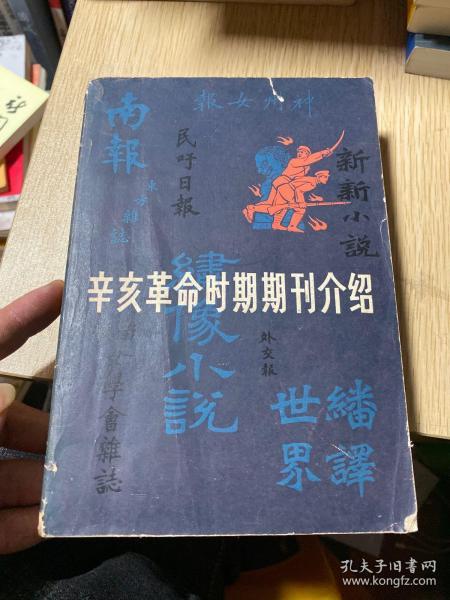 神州女報
南報
民吁日報
東方雜誌
新新小說
辛亥革命时期期刊介绍
繡像小說
外交報
學會雜誌
繙譯
世界
孔夫子旧书网
www.kongfz.com